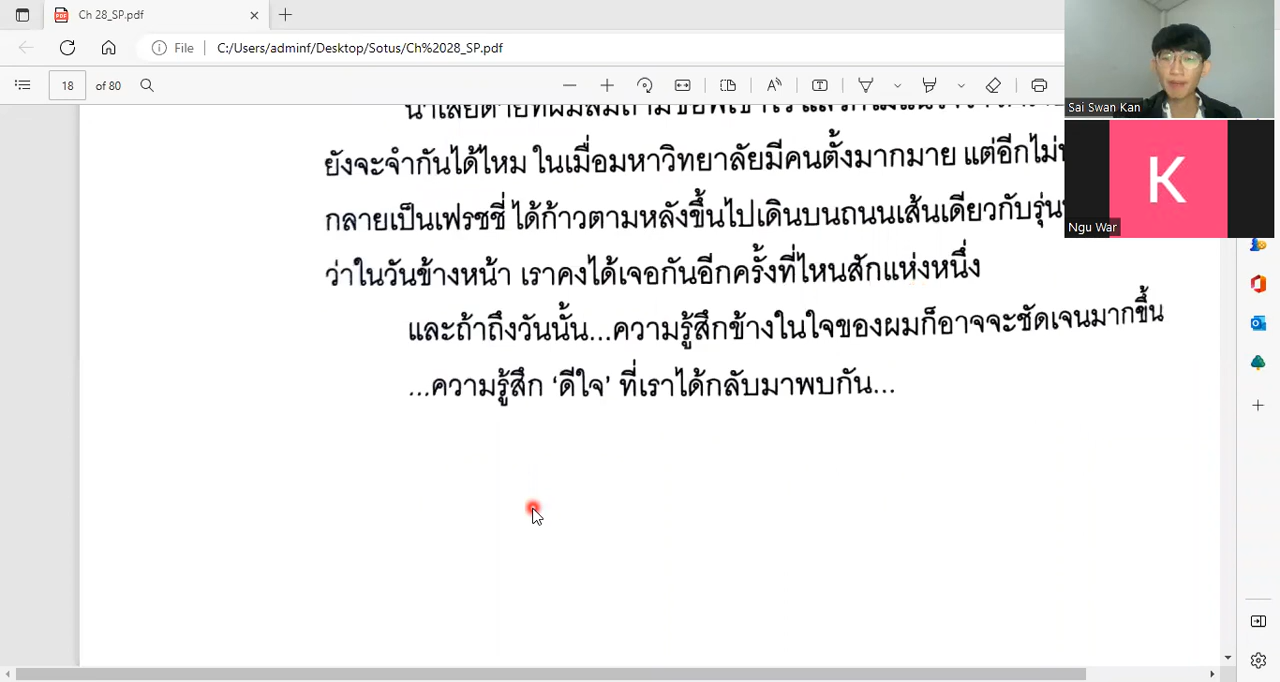 Ch 28_SP.pdf
File
C:/Users/adminf/Desktop/Sotus/Ch%2028_SP.pdf
18 of 80
Sai Swan Kan
K
Ngu War
ยังจะจำกันได้ไหม ในเมื่อมหาวิทยาลัยมีคนตั้งมากมาย แต่อีกไม่
กลายเป็นเฟรชชี่ ได้ก้าวตามหลังขึ้นไปเดินบนถนนเส้นเดียวกับรุ่น
ว่าในวันข้างหน้า เราคงได้เจอกันอีกครั้งที่ไหนสักแห่งหนึ่ง
และถ้าถึงวันนั้น...ความรู้สึกข้างในใจของผมก็อาจจะชัดเจนมากขึ้น
...ความรู้สึก ‘ดีใจ’ ที่เราได้กลับมาพบกัน...